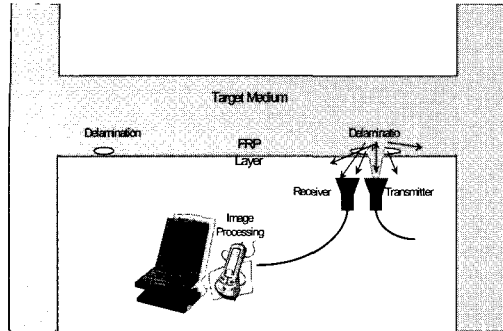 Target Medium
Delamination
FRP
Layer
Delaminatio
Receiver
Transmitter
Image
Processing